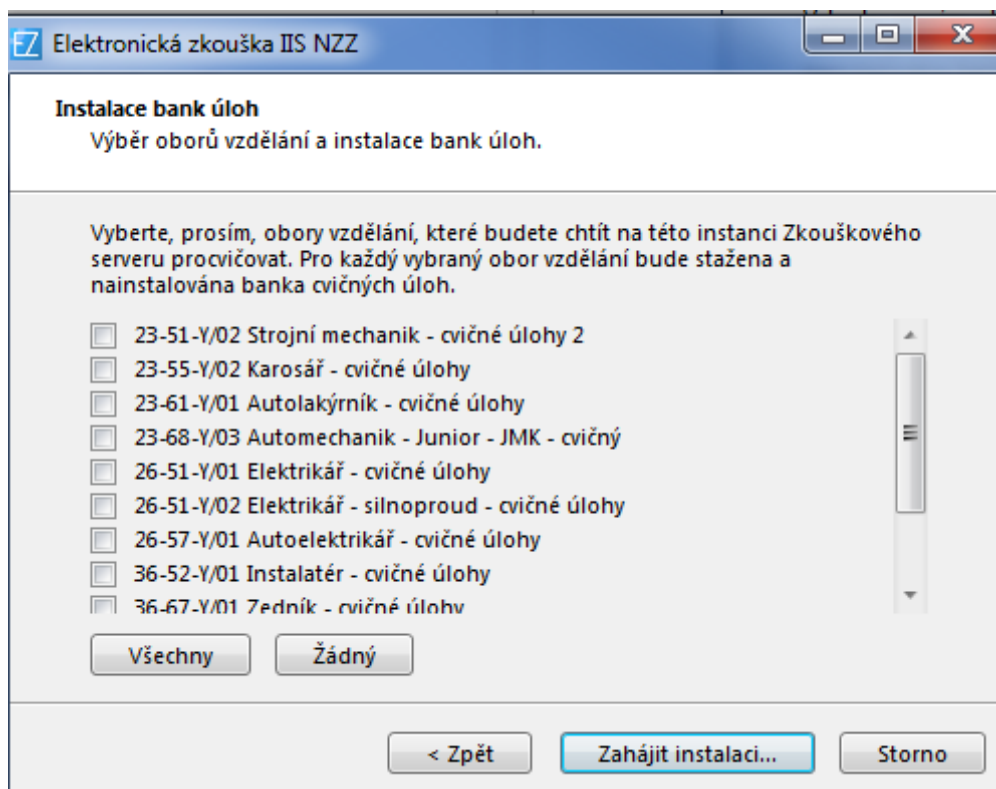 EZ Elektronická zkouška IIS NZZ
Instalace bank úloh
Výběr oborů vzdělání a instalace bank úloh.
Vyberte, prosím, obory vzdělání, které budete chtít na této instanci Zkouškového
serveru procvičovat. Pro každý vybraný obor vzdělání bude stažena a
nainstalována banka cvičných úloh.
23-51-Y/02 Strojní mechanik - cvičné úlohy 2
23-55-Y/02 Karosář - cvičné úlohy
23-61-Y/01 Autolakýrník - cvičné úlohy
23-68-Y/03 Automechanik - Junior - JMK - cvičný
26-51-Y/01 Elektrikář - cvičné úlohy
26-51-Y/02 Elektrikář - silnoproud - cvičné úlohy
26-57-Y/01 Autoelektrikář - cvičné úlohy
36-52-Y/01 Instalatér - cvičné úlohy
36-67-Y/01 Zedník - cvičné úlohy
Všechny Žádný
< Zpět Zahájit instalaci... Storno